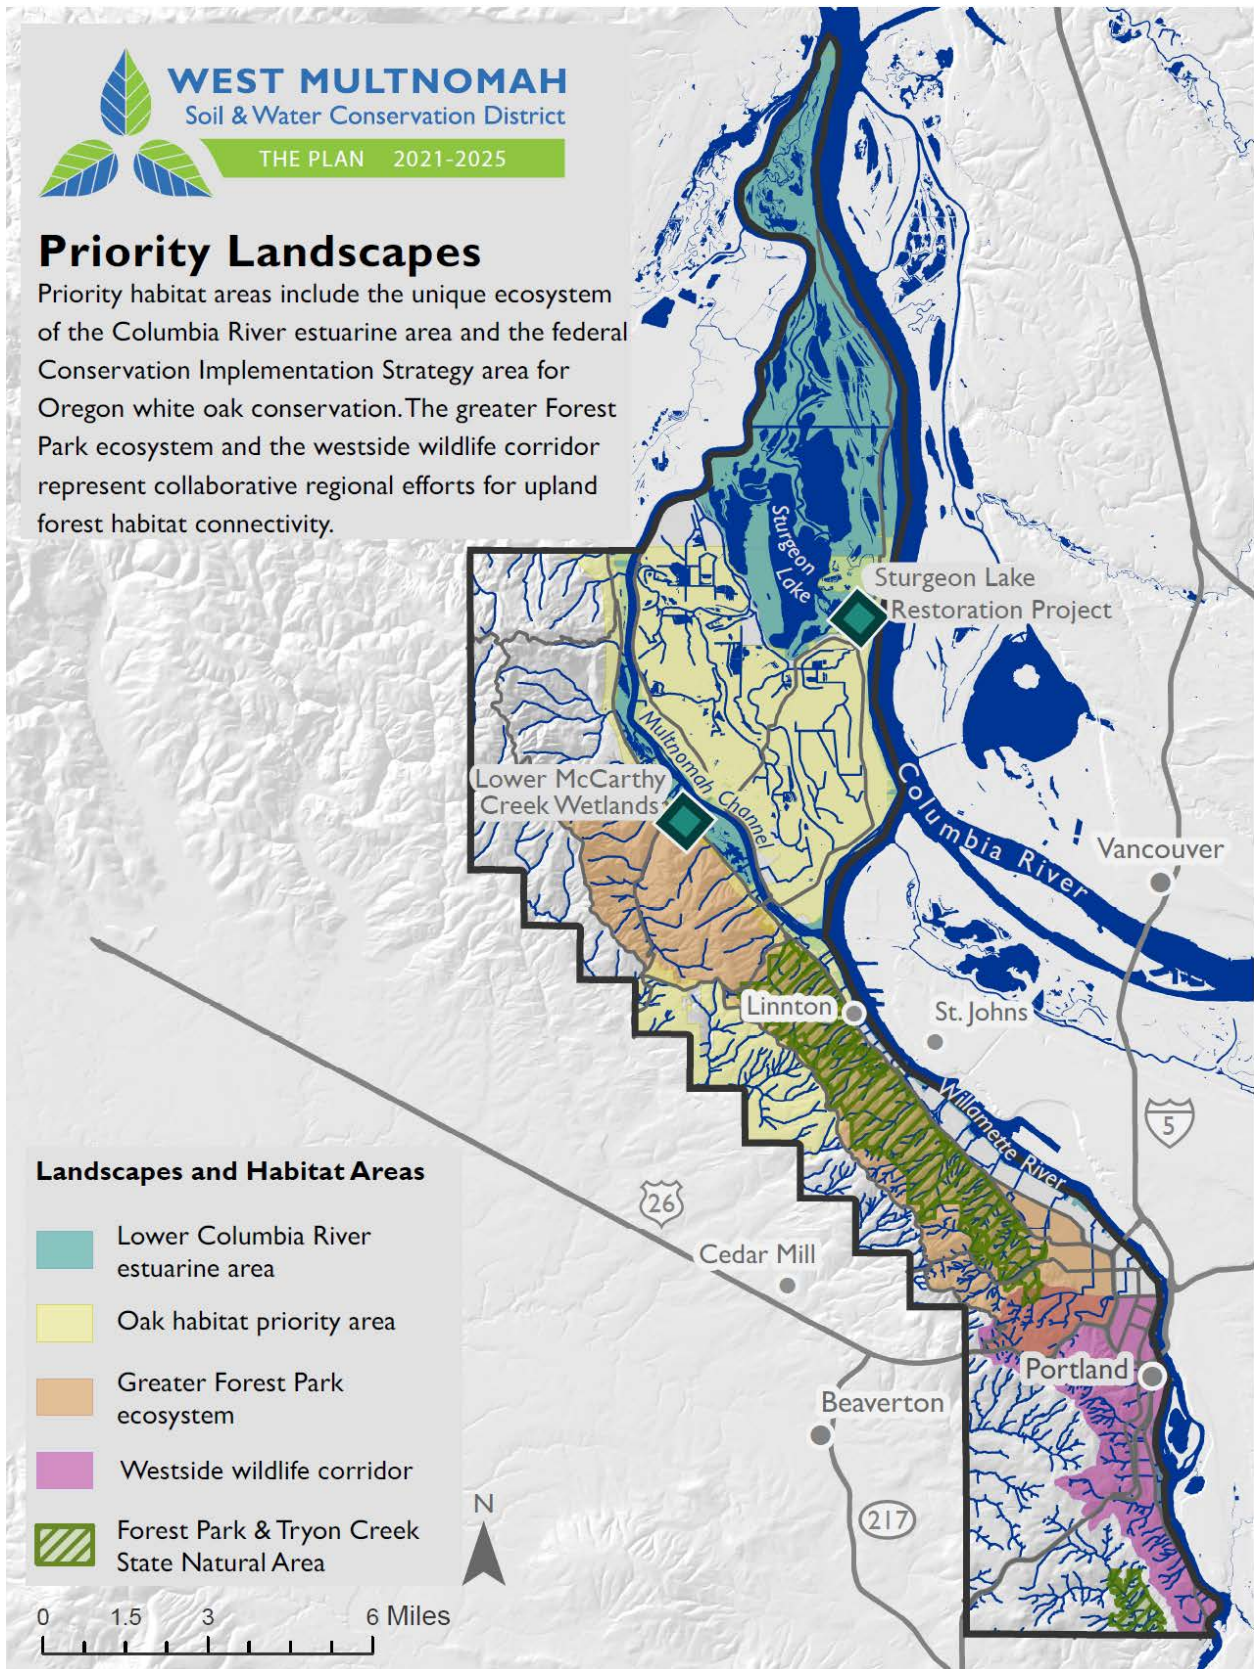 WEST MULTNOMAH
Soil & Water Conservation District
THE PLAN 2021-2025
Priority Landscapes
Priority habitat areas include the unique ecosystem
of the Columbia River estuarine area and the federal
Conservation Implementation Strategy area for
Oregon white oak conservation. The greater Forest
Park ecosystem and the westside wildlife corridor
represent collaborative regional efforts for upland
forest habitat connectivity.
Sturgeon
Lake
Sturgeon Lake
Restoration Project
Multnomah Channel
Lower McCarthy
Creek Wetlands
Columbia River
Vancouver
Linnton
St. Johns
Willamette River
5
26
Cedar Mill
Portland
Beaverton
217
Landscapes and Habitat Areas
Lower Columbia River
estuarine area
Oak habitat priority area
Greater Forest Park
ecosystem
Westside wildlife corridor
Forest Park & Tryon Creek
State Natural Area
N
0 1.5 3 6 Miles